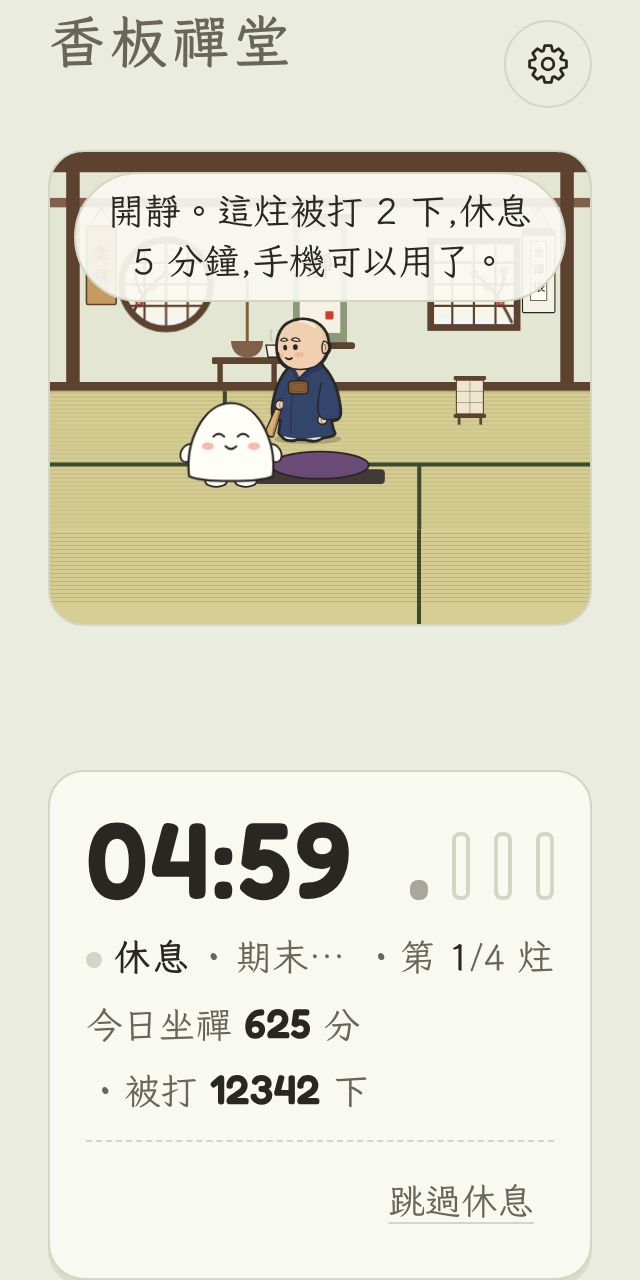 香板禪堂
開靜。這炷被打 2 下,休息
5 分鐘,手機可以用了。
04:59
休息 · 期末… · 第 1/4 炷
今日坐禪 625 分
· 被打 12342 下
跳過休息